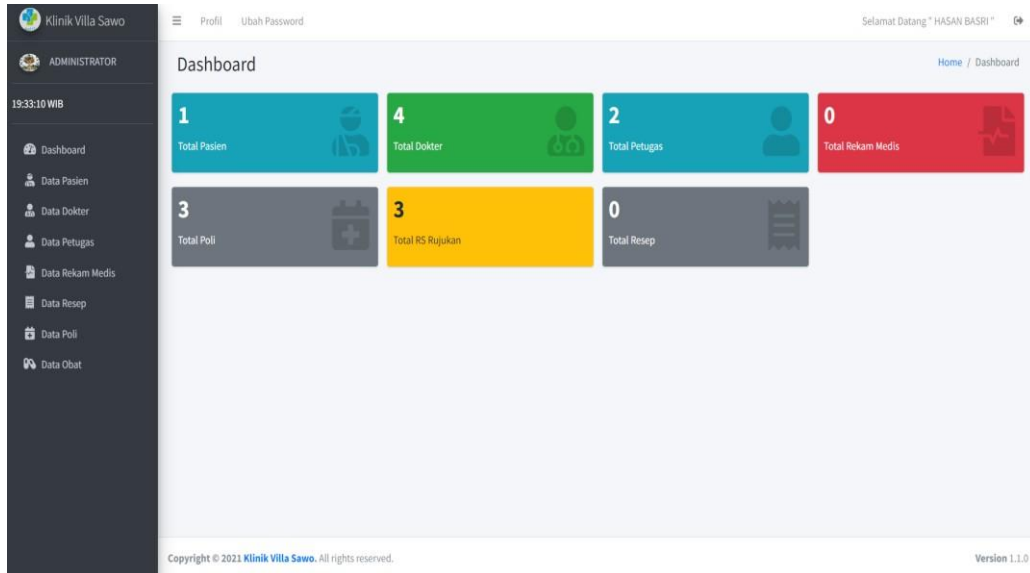 Klinik Villa Sawo
Profil Ubah Password
Selamat Datang " HASAN BASRI "
ADMINISTRATOR
19:33:10 WIB
Dashboard
Data Pasien
Data Dokter
Data Petugas
Data Rekam Medis
Data Resep
Data Poli
Data Obat
Dashboard
Home / Dashboard
1
Total Pasien
4
Total Dokter
2
Total Petugas
0
Total Rekam Medis
3
Total Poli
3
Total RS Rujukan
0
Total Resep
Copyright © 2021 Klinik Villa Sawo. All rights reserved.
Version 1.1.0